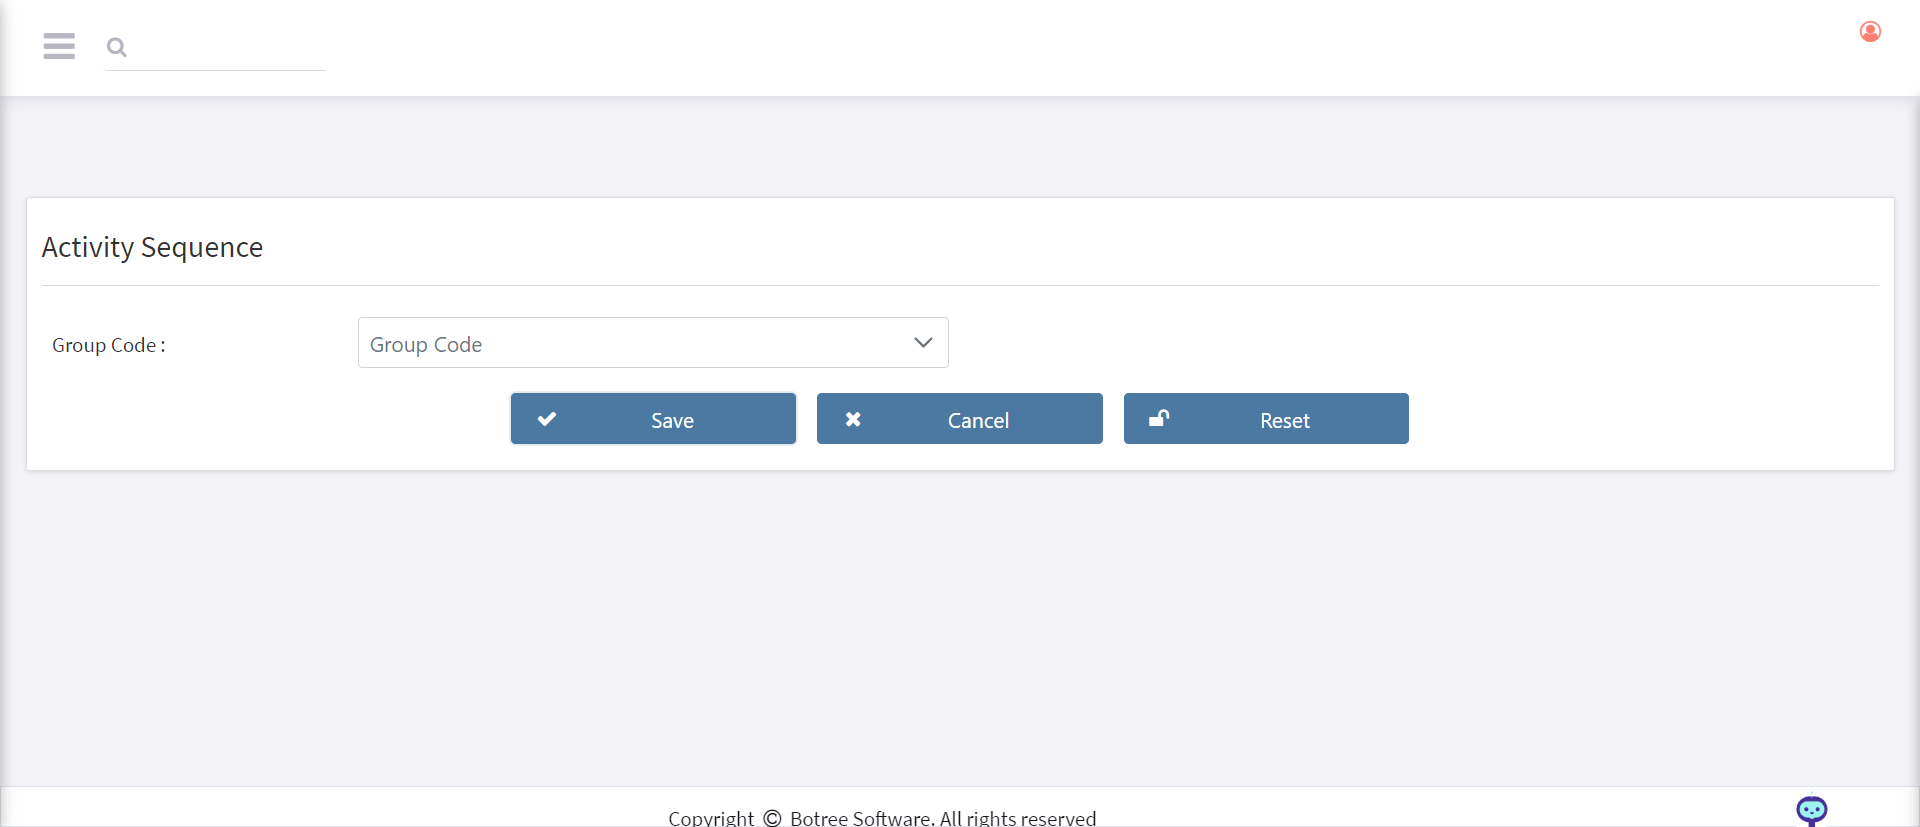 Activity Sequence
Group Code :
Group Code
Save
Cancel
Reset
Copyright © Botree Software. All rights reserved